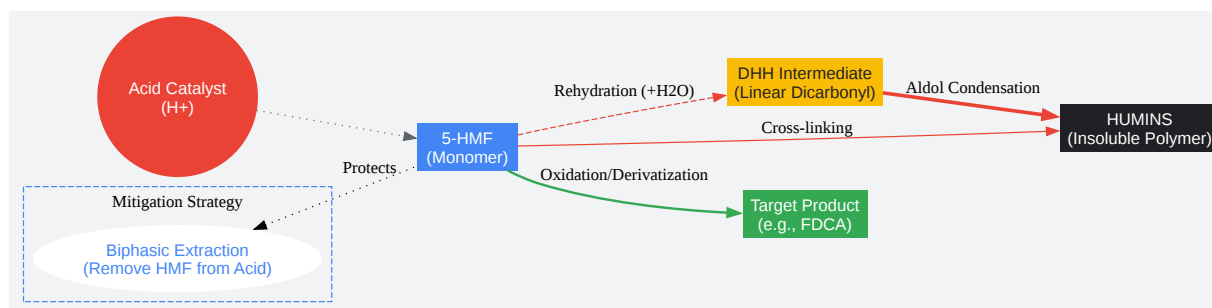 Acid Catalyst
(H+)
5-HMF
(Monomer)
Protects
Mitigation Strategy
Biphasic Extraction
(Remove HMF from Acid)
Rehydration (+H2O)
DHH Intermediate
(Linear Dicarbonyl)
Aldol Condensation
Cross-linking
HUMINS
(Insoluble Polymer)
Oxidation/Derivatization
Target Product
(e.g., FDCA)